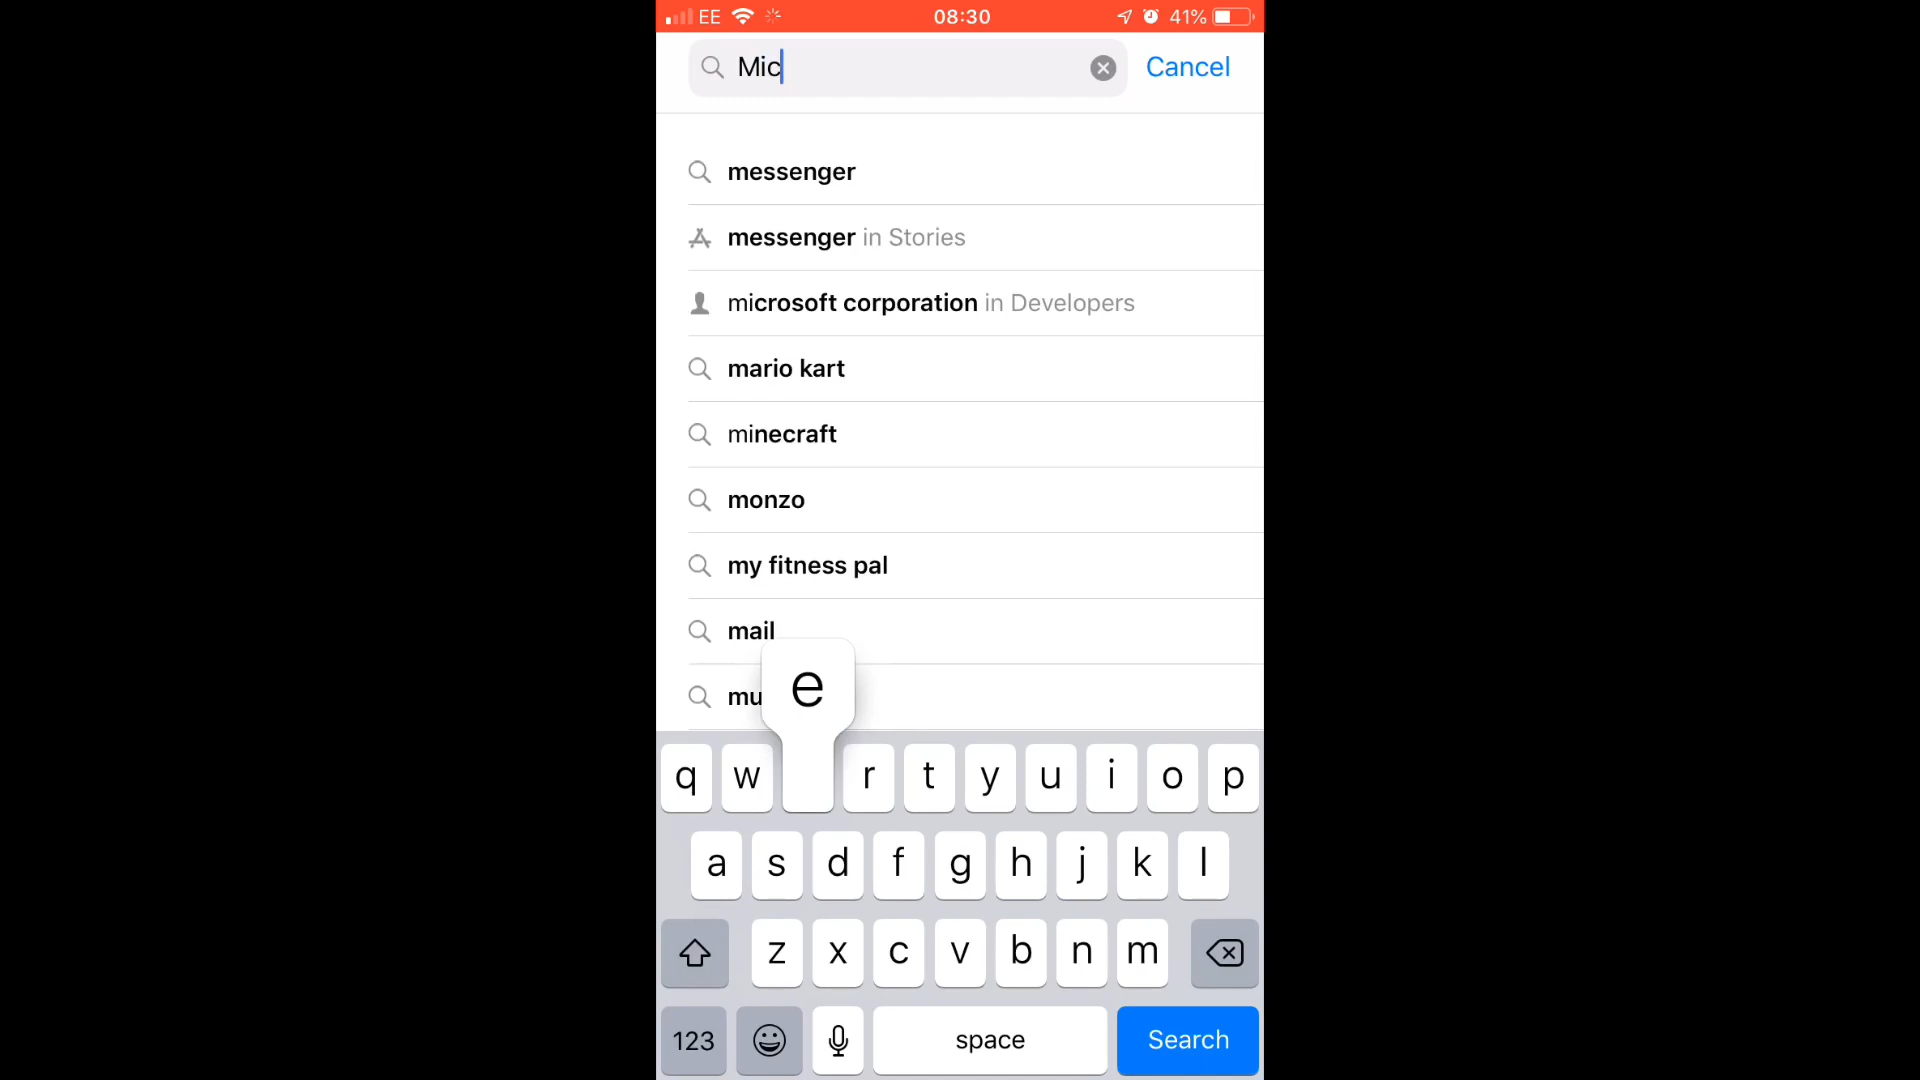 EE 08:30 41%
Mic Cancel
messenger
messenger in Stories
microsoft corporation in Developers
mario kart
minecraft
monzo
my fitness pal
mail
mu
e
q w r t y u i o p
a s d f g h j k l
z x c v b n m
123 space Search